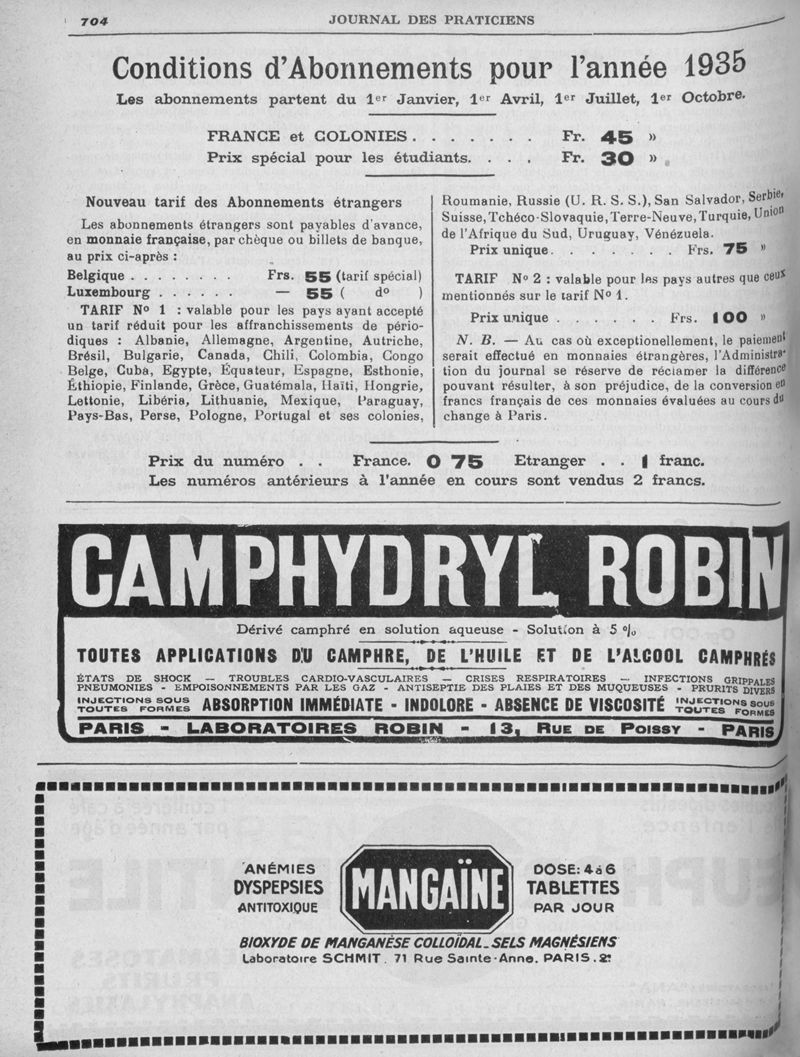 704
JOURNAL DES PRATICIENS
Conditions d'Abonnements pour l'année 1935
Les abonnements partent du 1er Janvier, 1er Avril, 1er Juillet, 1er Octobre.
FRANCE et COLONIES . . . . . . . Fr. 45 »
Prix spécial pour les étudiants. . . . Fr. 30 »
Nouveau tarif des Abonnements étrangers
Les abonnements étrangers sont payables d'avance,
en monnaie française, par chèque ou billets de banque,
au prix ci-après :
Belgique . . . . . . . . Frs. 55 (tarif spécial)
Luxembourg . . . . . . — 55 ( do )
TARIF No 1 : valable pour les pays ayant accepté
un tarif réduit pour les affranchissements de pério-
diques : Albanie, Allemagne, Argentine, Autriche,
Brésil, Bulgarie, Canada, Chili, Colombia, Congo
Belge, Cuba, Egypte, Équateur, Espagne, Esthonie,
Éthiopie, Finlande, Grèce, Guatémala, Haïti, Hongrie,
Lettonie, Libéria, Lithuanie, Mexique, Paraguay,
Pays-Bas, Perse, Pologne, Portugal et ses colonies,
Roumanie, Russie (U. R. S. S.), San Salvador, Serbie,
Suisse, Tchéco-Slovaquie, Terre-Neuve, Turquie, Union
de l'Afrique du Sud, Uruguay, Vénézuela.
Prix unique . . . . . . . Frs. 75 »
TARIF No 2 : valable pour les pays autres que ceux
mentionnés sur le tarif No 1.
Prix unique . . . . . . Frs. 100 »
N. B. — Au cas où exceptionellement, le paiement
serait effectué en monnaies étrangères, l'Administra-
tion du journal se réserve de réclamer la différence
pouvant résulter, à son préjudice, de la conversion en
francs français de ces monnaies évaluées au cours du
change à Paris.
Prix du numéro . . France. 0 75 Etranger . . 1 franc.
Les numéros antérieurs à l'année en cours sont vendus 2 francs.
CAMPHYDRYL ROBIN
Dérivé camphré en solution aqueuse - Solution à 5 %
TOUTES APPLICATIONS DU CAMPHRE, DE L'HUILE ET DE L'ALCOOL CAMPHRÉS
ÉTATS DE SHOCK — TROUBLES CARDIO-VASCULAIRES — CRISES RESPIRATOIRES — INFECTIONS GRIPPALES
PNEUMONIES - EMPOISONNEMENTS PAR LES GAZ - ANTISEPTIE DES PLAIES ET DES MUQUEUSES - PRURITS DIVERS
INJECTIONS SOUS TOUTES FORMES ABSORPTION IMMÉDIATE - INDOLORE - ABSENCE DE VISCOSITÉ INJECTIONS SOUS TOUTES FORMES
PARIS - LABORATOIRES ROBIN - 13, RUE DE POISSY - PARIS
ANÉMIES
DYSPEPSIES
ANTITOXIQUE
MANGAÏNE
DOSE: 4 à 6
TABLETTES
PAR JOUR
BIOXYDE DE MANGANÈSE COLLOÏDAL_SELS MAGNÉSIENS
Laboratoire SCHMIT. 71 Rue Sainte-Anne. PARIS. 2e